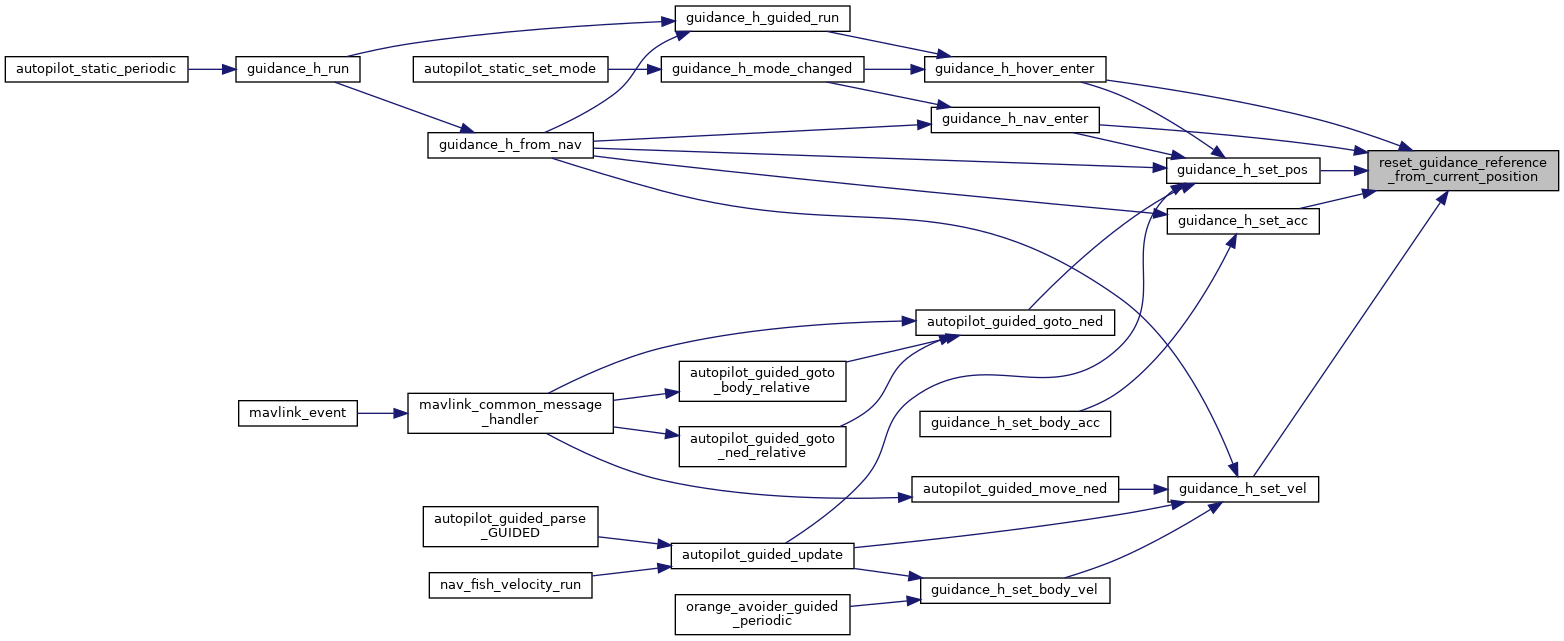 guidance_h_guided_run
autopilot_static_periodic
guidance_h_run
autopilot_static_set_mode
guidance_h_mode_changed
guidance_h_hover_enter
guidance_h_nav_enter
guidance_h_from_nav
guidance_h_set_pos
reset_guidance_reference
_from_current_position
guidance_h_set_acc
autopilot_guided_goto_ned
autopilot_guided_goto
_body_relative
mavlink_event
mavlink_common_message
_handler
guidance_h_set_body_acc
autopilot_guided_goto
_ned_relative
autopilot_guided_move_ned
guidance_h_set_vel
autopilot_guided_parse
_GUIDED
autopilot_guided_update
nav_fish_velocity_run
guidance_h_set_body_vel
orange_avoider_guided
_periodic